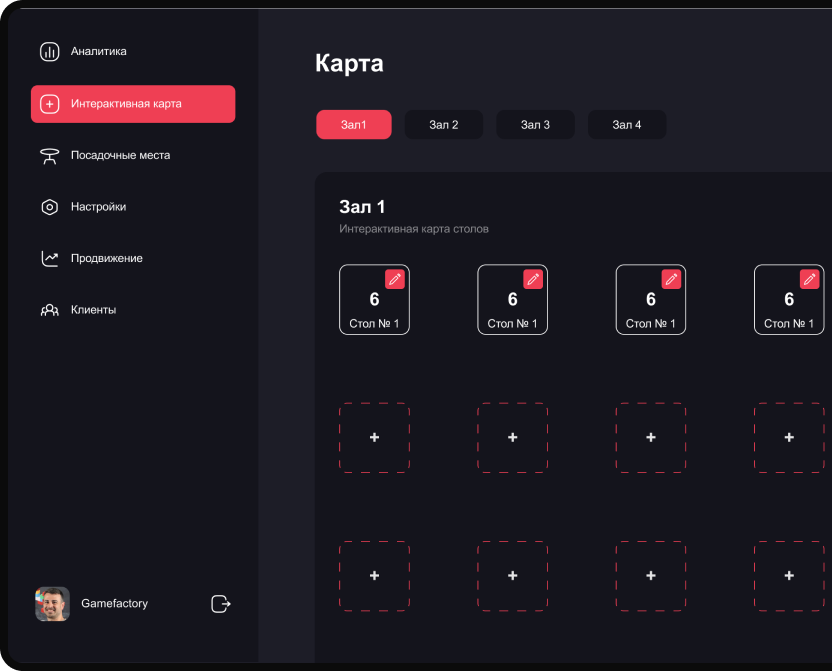 Аналитика
Интерактивная карта
Посадочные места
Настройки
Продвижение
Клиенты
Gamefactory
Карта
Зал1 Зал 2 Зал 3 Зал 4
Зал 1
Интерактивная карта столов
6 6 6 6
Стол № 1 Стол № 1 Стол № 1 Стол № 1
+ + + +
+ + + +